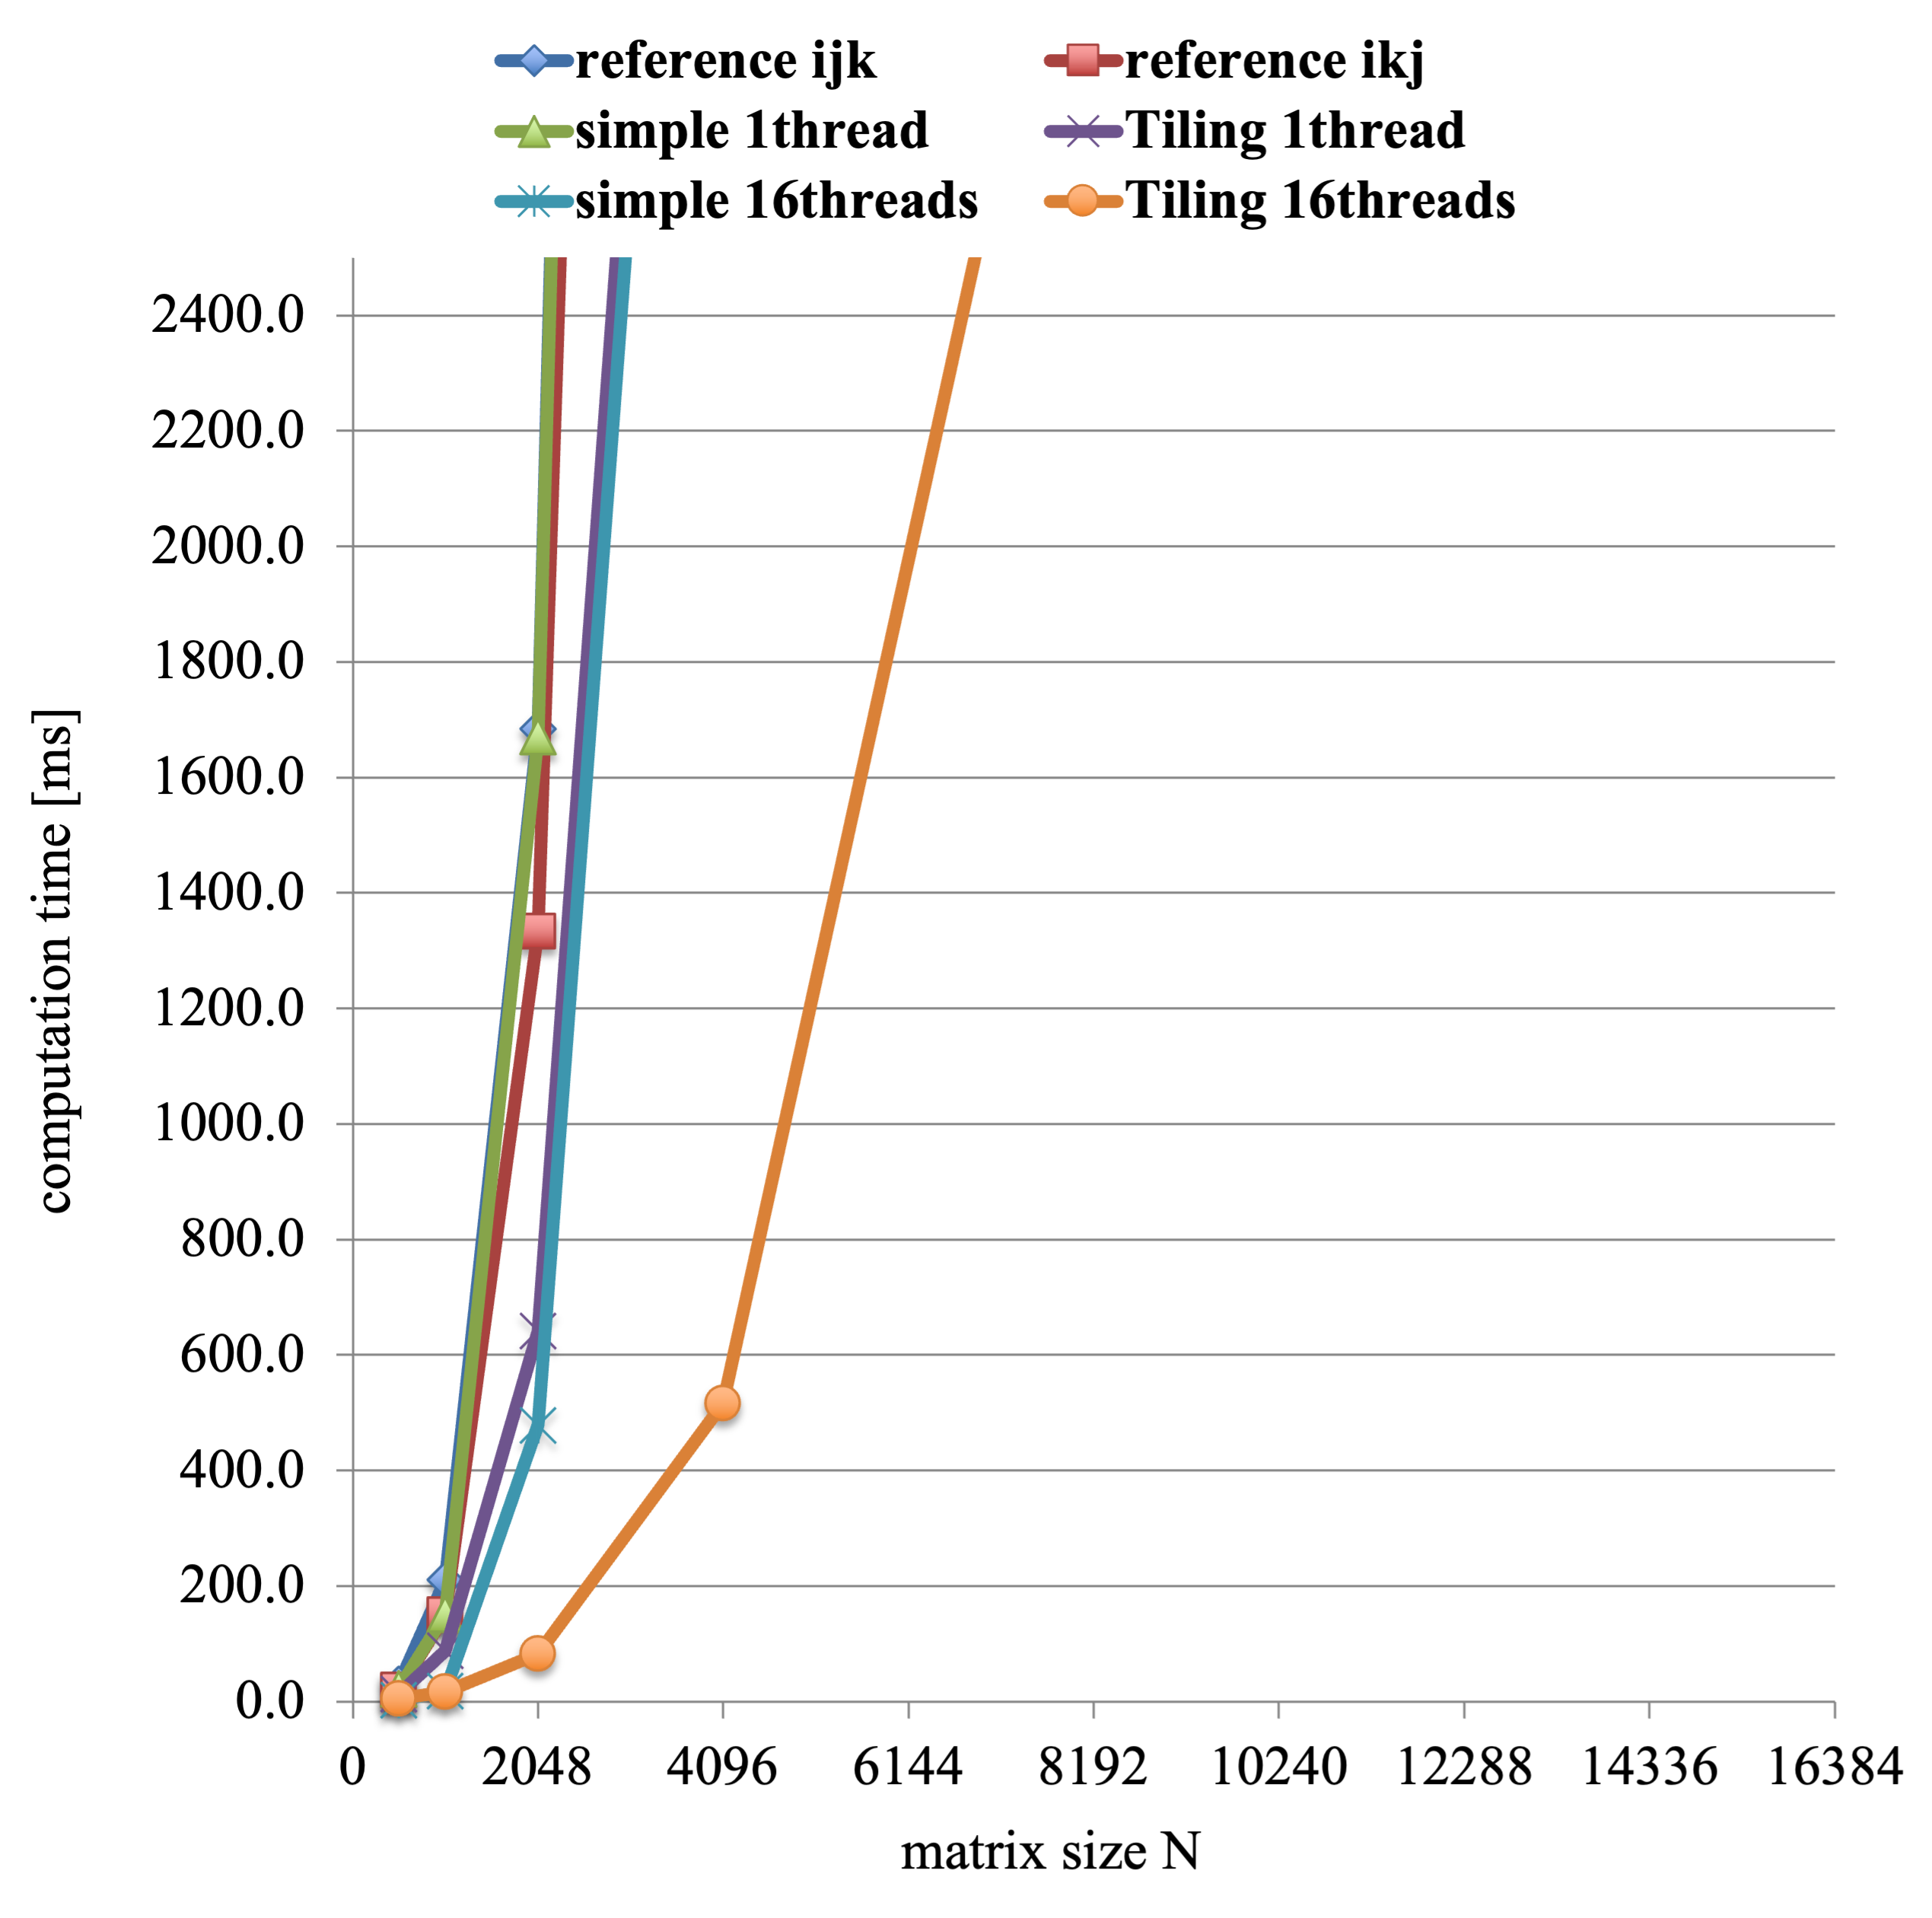 reference ijk reference ikj
simple 1thread Tiling 1thread
simple 16threads Tiling 16threads
2400.0
2200.0
2000.0
1800.0
1600.0
1400.0
1200.0
1000.0
800.0
600.0
400.0
200.0
0.0
computation time [ms]
0 2048 4096 6144 8192 10240 12288 14336 16384
matrix size N